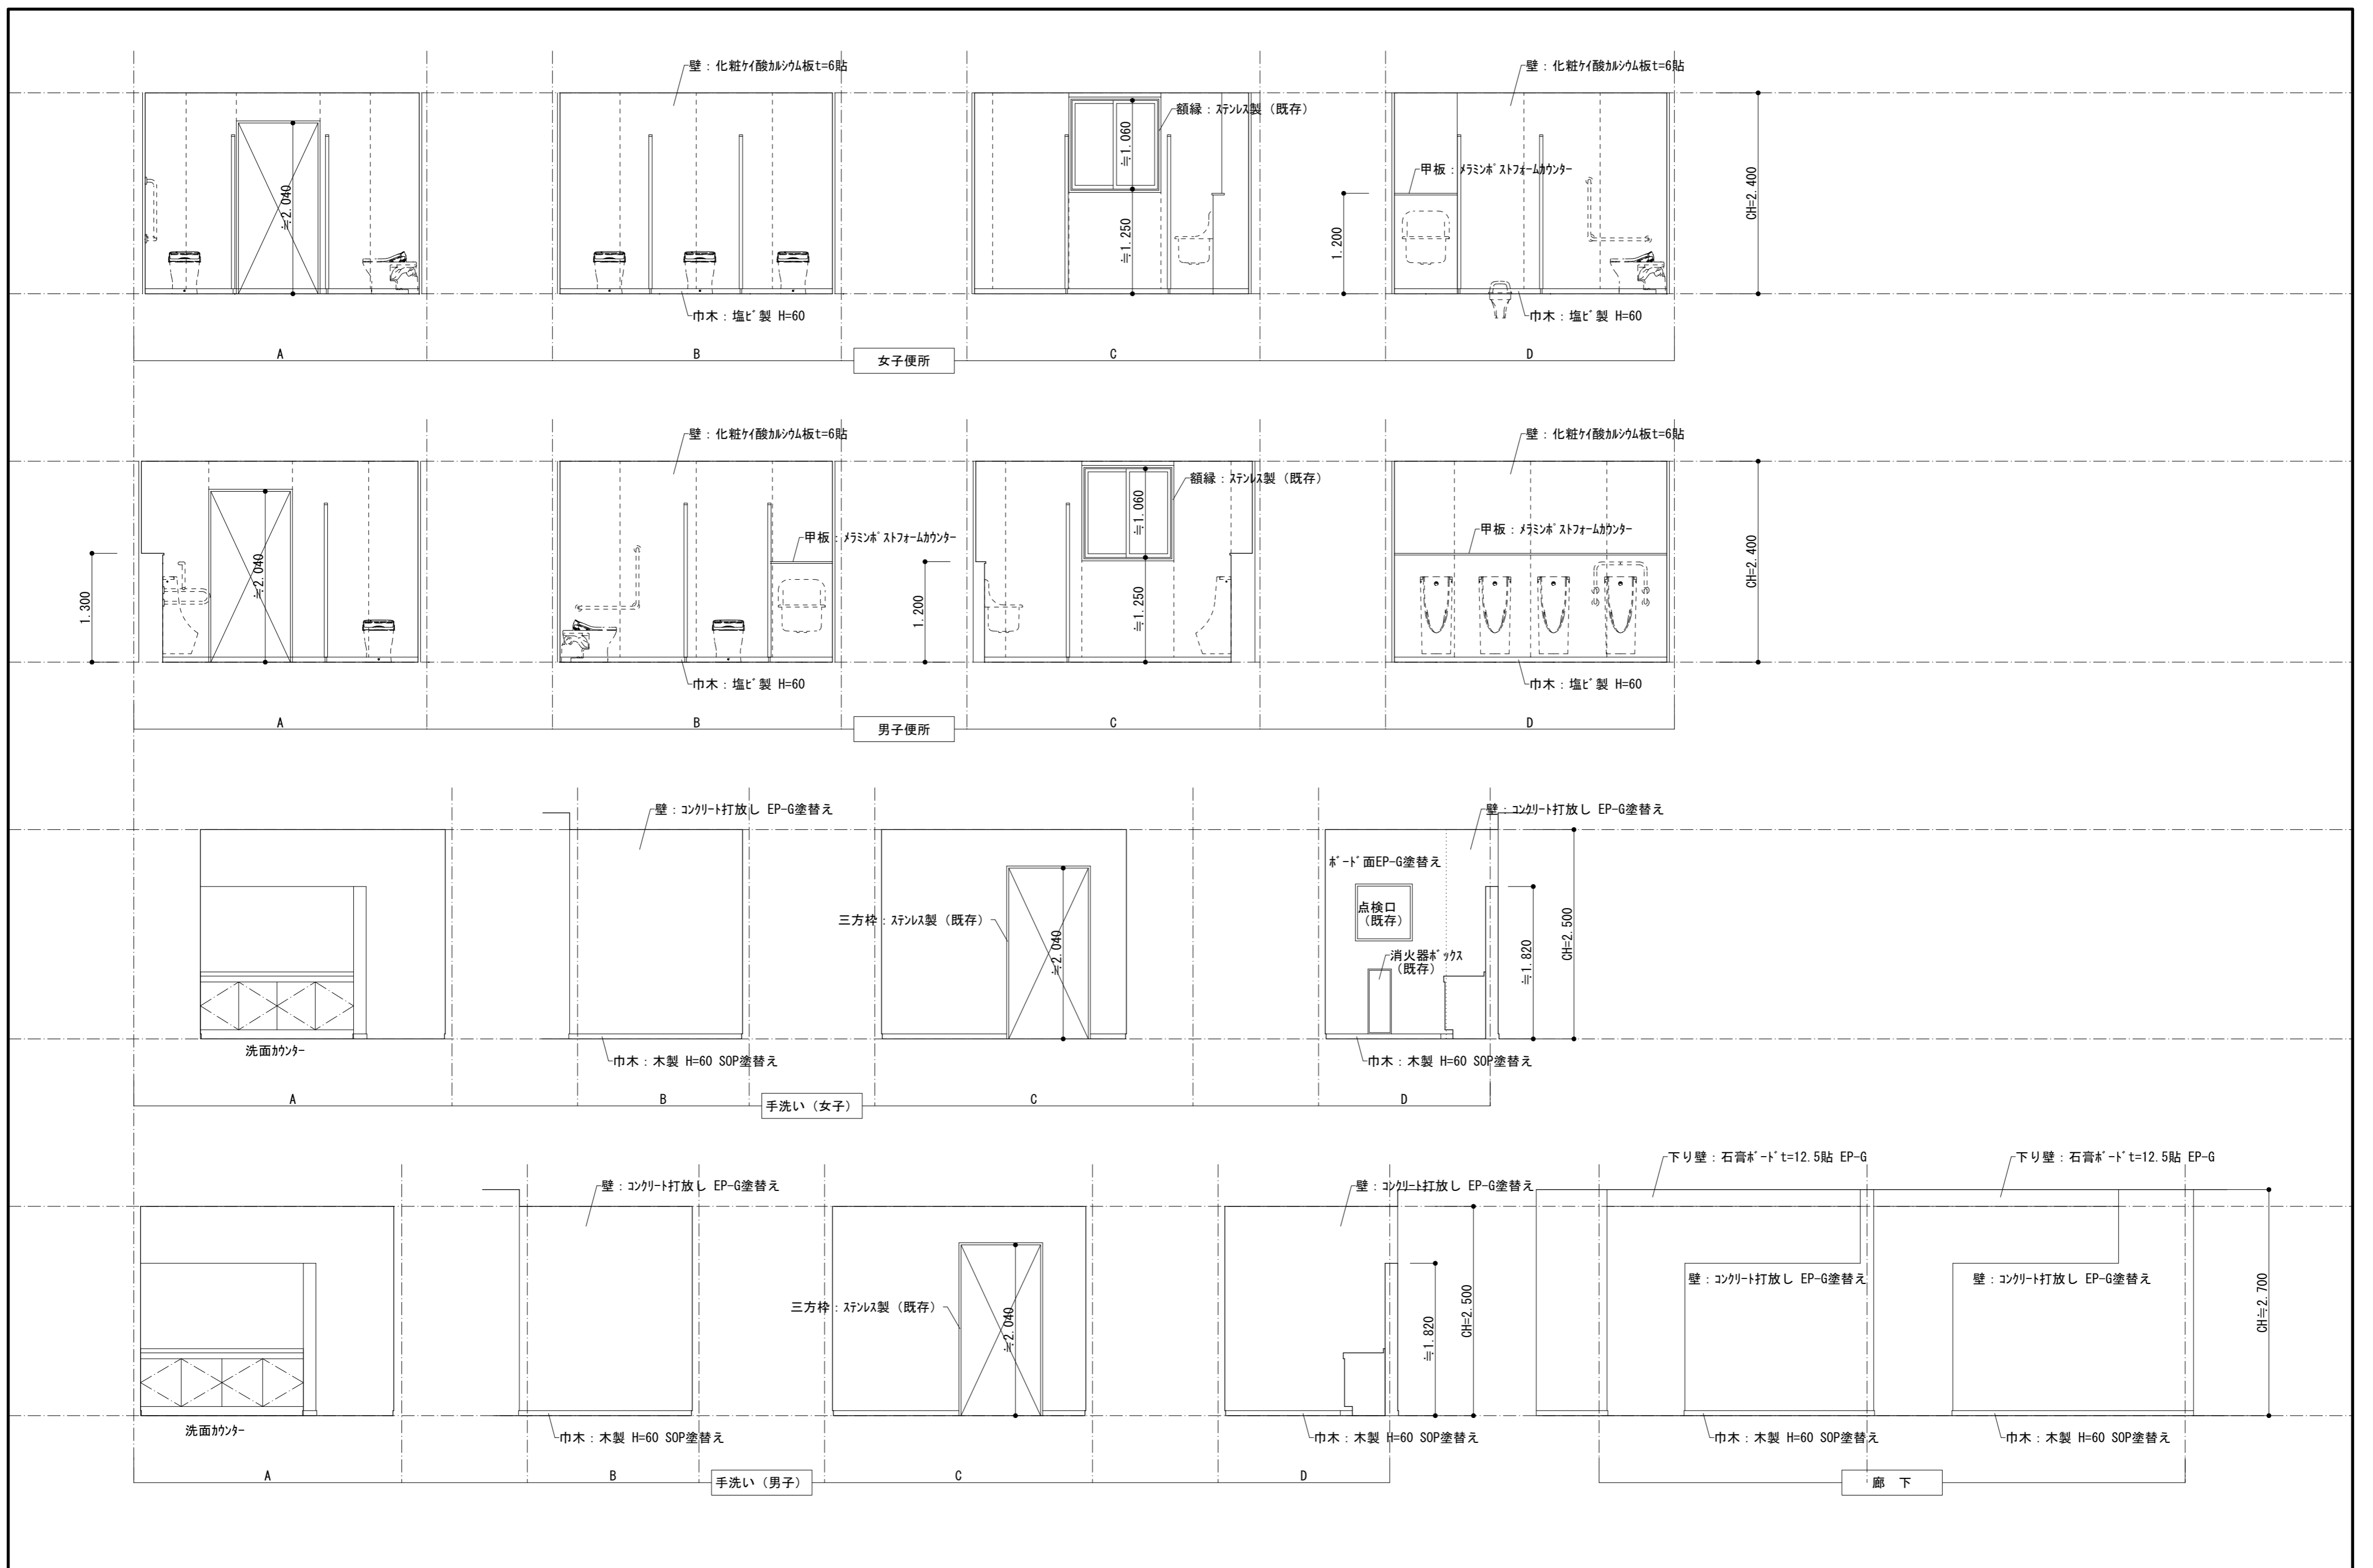 壁：化粧ケイ酸カルシウム板t=6貼
壁：化粧ケイ酸カルシウム板t=6貼
額縁：ステンレス製（既存）
甲板：メラミンポストフォームカウンター
≒2.040
≒1.060
≒1.250
1.200
CH=2.400
巾木：塩ビ製 H=60
巾木：塩ビ製 H=60
A
B
C
D
女子便所
壁：化粧ケイ酸カルシウム板t=6貼
壁：化粧ケイ酸カルシウム板t=6貼
額縁：ステンレス製（既存）
甲板：メラミンポストフォームカウンター
甲板：メラミンポストフォームカウンター
1.300
≒2.040
1.200
≒1.060
≒1.250
CH=2.400
巾木：塩ビ製 H=60
巾木：塩ビ製 H=60
A
B
C
D
男子便所
壁：コンクリート打放し EP-G塗替え
壁：コンクリート打放し EP-G塗替え
ボード面EP-G塗替え
点検口
（既存）
三方枠：ステンレス製（既存）
消火器ボックス
（既存）
≒2.040
≒1.820
CH=2.500
洗面カウンター
巾木：木製 H=60 SOP塗替え
巾木：木製 H=60 SOP塗替え
A
B
C
D
手洗い（女子）
下り壁：石膏ボードt=12.5貼 EP-G
下り壁：石膏ボードt=12.5貼 EP-G
壁：コンクリート打放し EP-G塗替え
壁：コンクリート打放し EP-G塗替え
壁：コンクリート打放し EP-G塗替え
壁：コンクリート打放し EP-G塗替え
三方枠：ステンレス製（既存）
≒2.040
≒1.820
CH=2.500
CH≒2.700
洗面カウンター
巾木：木製 H=60 SOP塗替え
巾木：木製 H=60 SOP塗替え
巾木：木製 H=60 SOP塗替え
巾木：木製 H=60 SOP塗替え
A
B
C
D
手洗い（男子）
廊　下